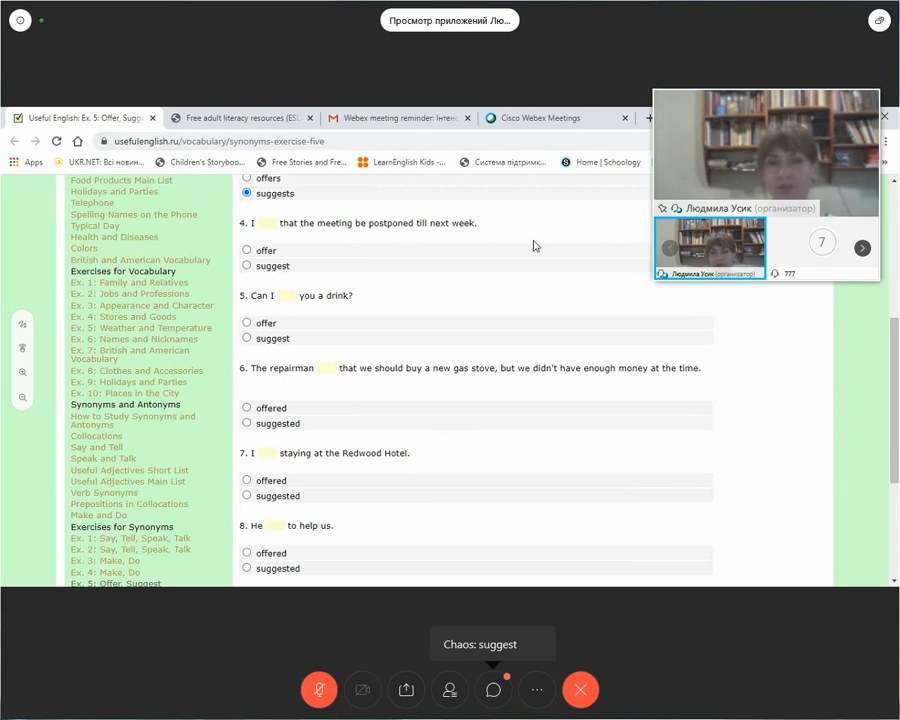 Просмотр приложений Лю...
Useful English: Ex. 5: Offer, Sugg
Free adult literacy resources (ESL
Webex meeting reminder: Інтен
Cisco Webex Meetings
usefulenglish.ru/vocabulary/synonyms-exercise-five
Apps
UKR.NET: Всі новин...
Children's Storyboo...
Free Stories and Fre...
LearnEnglish Kids -...
Система підтримк...
Home | Schoology
Food Products Main List
Holidays and Parties
Telephone
Spelling Names on the Phone
Typical Day
Health and Diseases
Colors
British and American Vocabulary
Exercises for Vocabulary
Ex. 1: Family and Relatives
Ex. 2: Jobs and Professions
Ex. 3: Appearance and Character
Ex. 4: Stores and Goods
Ex. 5: Weather and Temperature
Ex. 6: Names and Nicknames
Ex. 7: British and American
Vocabulary
Ex. 8: Clothes and Accessories
Ex. 9: Holidays and Parties
Ex. 10: Places in the City
Synonyms and Antonyms
How to Study Synonyms and
Antonyms
Collocations
Say and Tell
Speak and Talk
Useful Adjectives Short List
Useful Adjectives Main List
Verb Synonyms
Prepositions in Collocations
Make and Do
Exercises for Synonyms
Ex. 1: Say, Tell, Speak, Talk
Ex. 2: Say, Tell, Speak, Talk
Ex. 3: Make, Do
Ex. 4: Make, Do
Ex. 5: Offer, Suggest
offers
suggests
4. I that the meeting be postponed till next week.
offer
suggest
5. Can I you a drink?
offer
suggest
6. The repairman that we should buy a new gas stove, but we didn't have enough money at the time.
offered
suggested
7. I staying at the Redwood Hotel.
offered
suggested
8. He to help us.
offered
suggested
Людмила Усик (организатор)
Людмила Усик (организатор)
7
777
Chaos: suggest